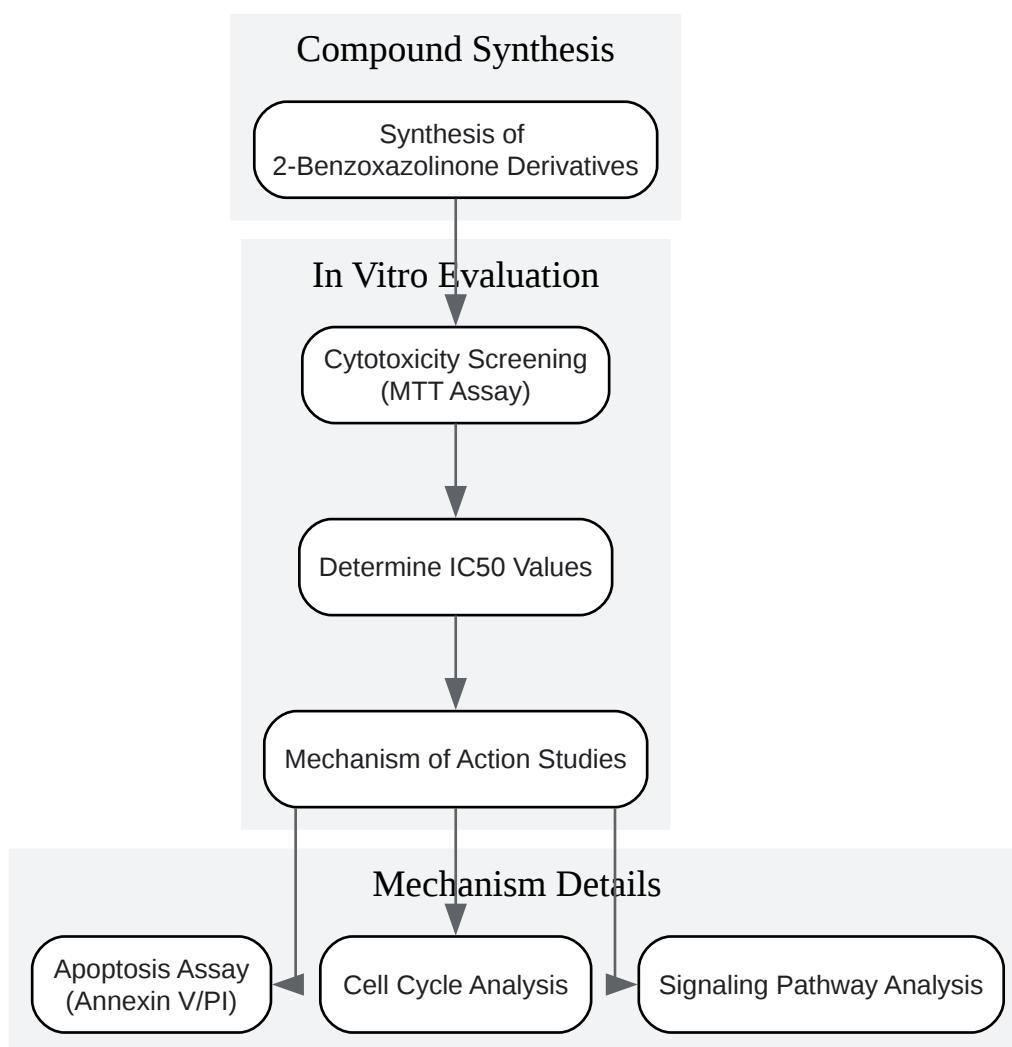 Compound Synthesis
Synthesis of
2-Benzoxazolinone Derivatives
In Vitro Evaluation
Cytotoxicity Screening
(MTT Assay)
Determine IC50 Values
Mechanism of Action Studies
Mechanism Details
Apoptosis Assay
(Annexin V/PI)
Cell Cycle Analysis
Signaling Pathway Analysis